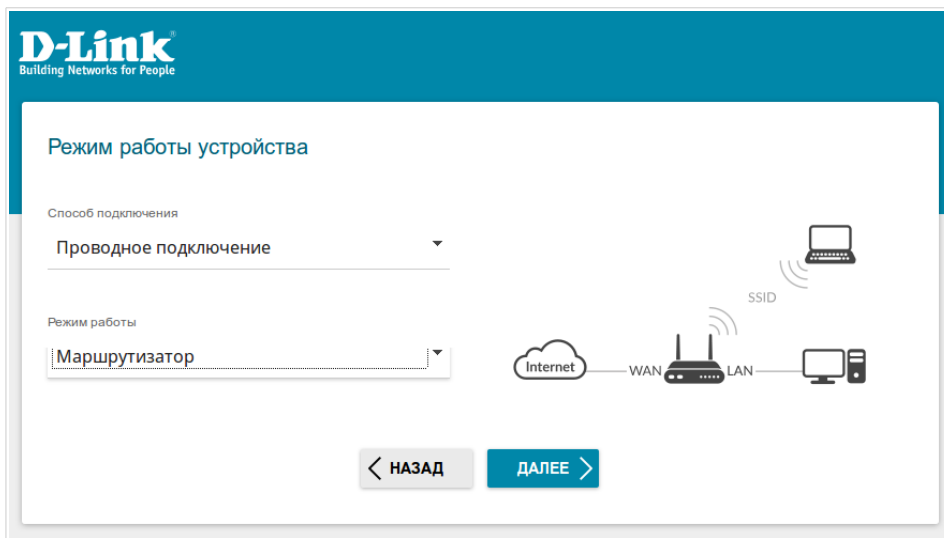 D-Link®
Building Networks for People
Режим работы устройства
Способ подключения
Проводное подключение
Режим работы
Маршрутизатор
SSID
Internet
WAN
LAN
НАЗАД
ДАЛЕЕ